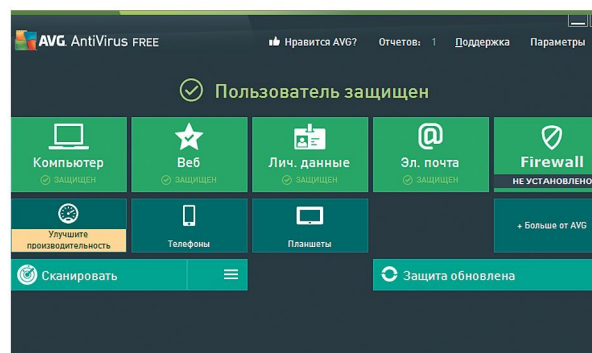 AVG AntiVirus FREE
Нравится AVG?
Отчетов: 1
Поддержка
Параметры
Пользователь защищен
Компьютер
ЗАЩИЩЕН
Веб
ЗАЩИЩЕН
Лич. данные
ЗАЩИЩЕН
Эл. почта
ЗАЩИЩЕН
Firewall
НЕ УСТАНОВЛЕНО
Улучшите
производительность
Телефоны
Планшеты
+ Больше от AVG
Сканировать
Защита обновлена